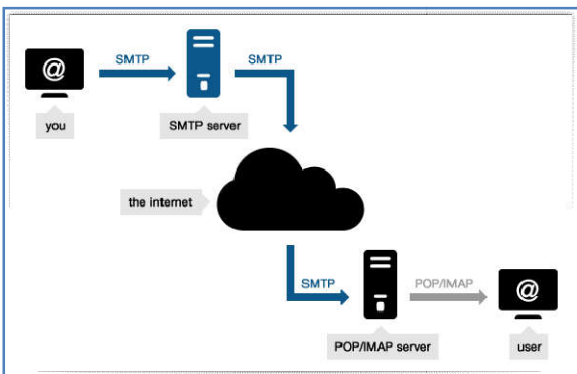 SMTP
SMTP
@
you
SMTP server
the internet
SMTP
POP/IMAP
@
POP/IMAP server
user